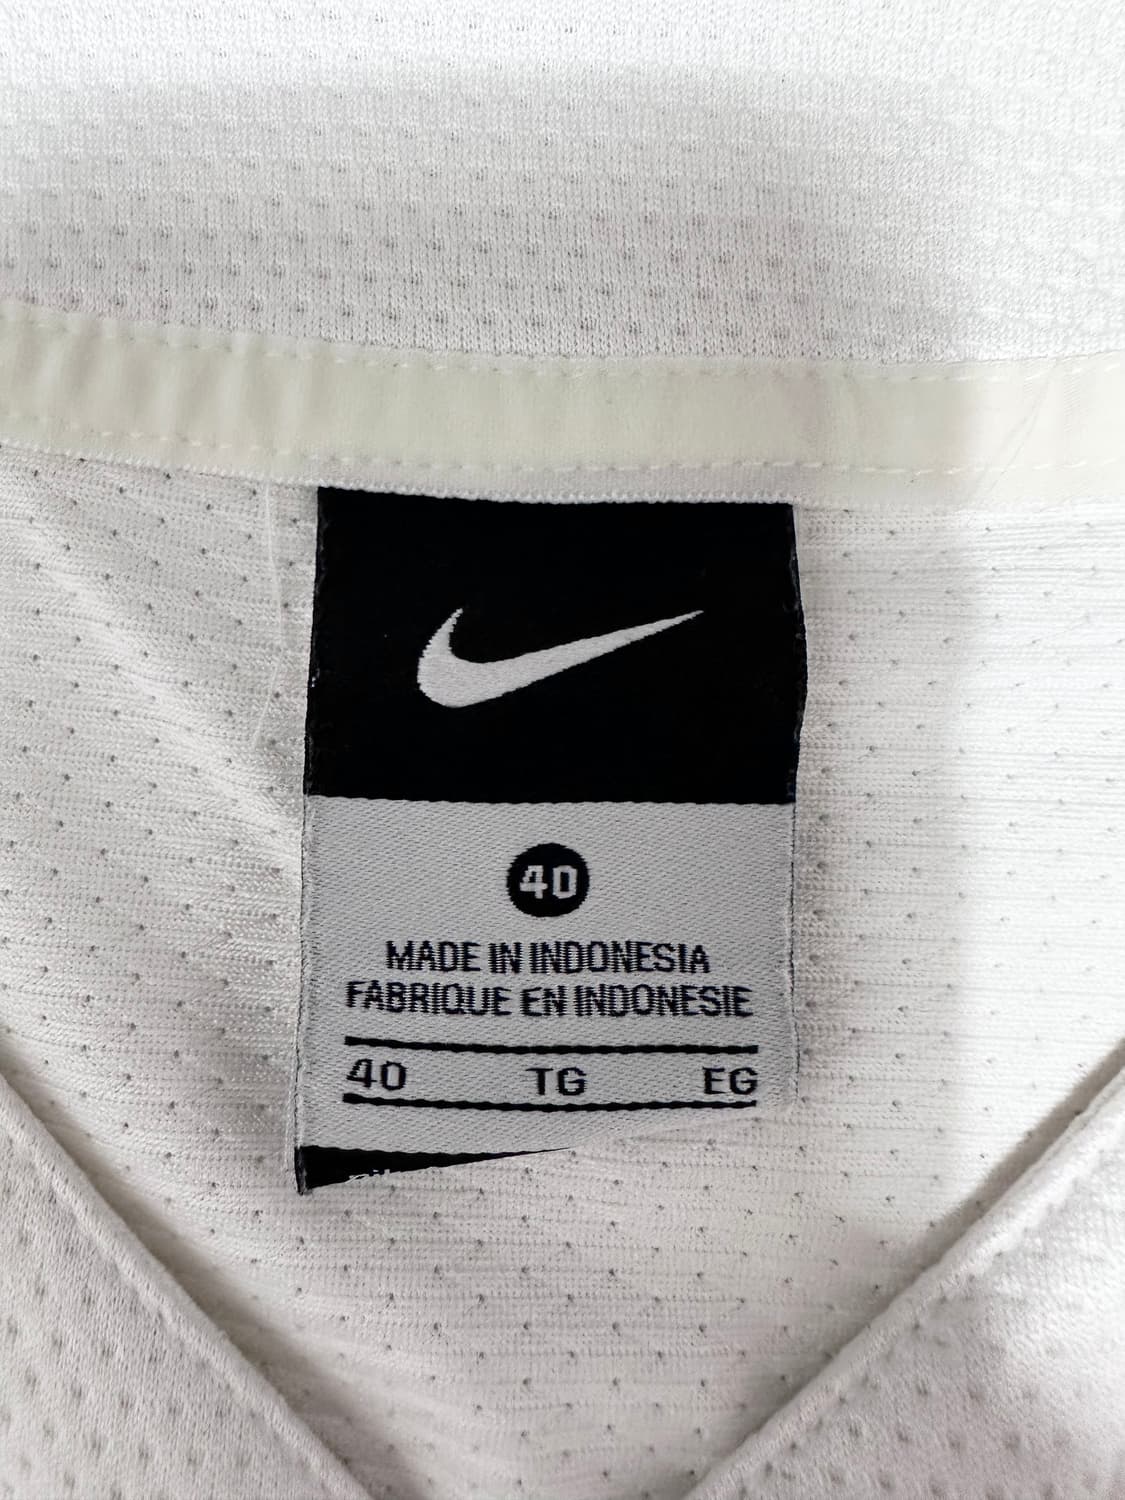 40
MADE IN INDONESIA
FABRIQUE EN INDONESIE
40 TG EG